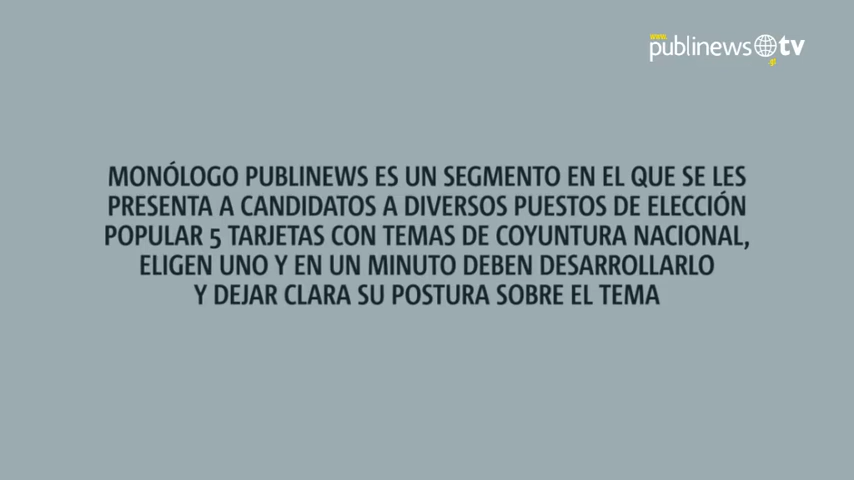 www.
publinews tv
.gt
MONÓLOGO PUBLINEWS ES UN SEGMENTO EN EL QUE SE LES
PRESENTA A CANDIDATOS A DIVERSOS PUESTOS DE ELECCIÓN
POPULAR 5 TARJETAS CON TEMAS DE COYUNTURA NACIONAL,
ELIGEN UNO Y EN UN MINUTO DEBEN DESARROLLARLO
Y DEJAR CLARA SU POSTURA SOBRE EL TEMA